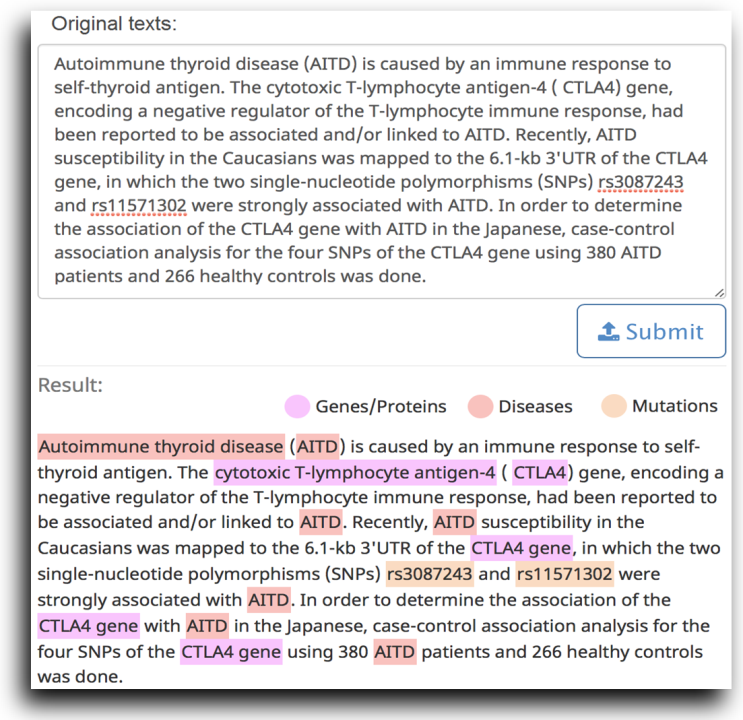 Original texts:
Autoimmune thyroid disease (AITD) is caused by an immune response to
self-thyroid antigen. The cytotoxic T-lymphocyte antigen-4 ( CTLA4) gene,
encoding a negative regulator of the T-lymphocyte immune response, had
been reported to be associated and/or linked to AITD. Recently, AITD
susceptibility in the Caucasians was mapped to the 6.1-kb 3'UTR of the CTLA4
gene, in which the two single-nucleotide polymorphisms (SNPs) rs3087243
and rs11571302 were strongly associated with AITD. In order to determine
the association of the CTLA4 gene with AITD in the Japanese, case-control
association analysis for the four SNPs of the CTLA4 gene using 380 AITD
patients and 266 healthy controls was done.
Submit
Result:
Genes/Proteins Diseases Mutations
Autoimmune thyroid disease (AITD) is caused by an immune response to self-
thyroid antigen. The cytotoxic T-lymphocyte antigen-4 ( CTLA4) gene, encoding a
negative regulator of the T-lymphocyte immune response, had been reported to
be associated and/or linked to AITD. Recently, AITD susceptibility in the
Caucasians was mapped to the 6.1-kb 3'UTR of the CTLA4 gene, in which the two
single-nucleotide polymorphisms (SNPs) rs3087243 and rs11571302 were
strongly associated with AITD. In order to determine the association of the
CTLA4 gene with AITD in the Japanese, case-control association analysis for the
four SNPs of the CTLA4 gene using 380 AITD patients and 266 healthy controls
was done.